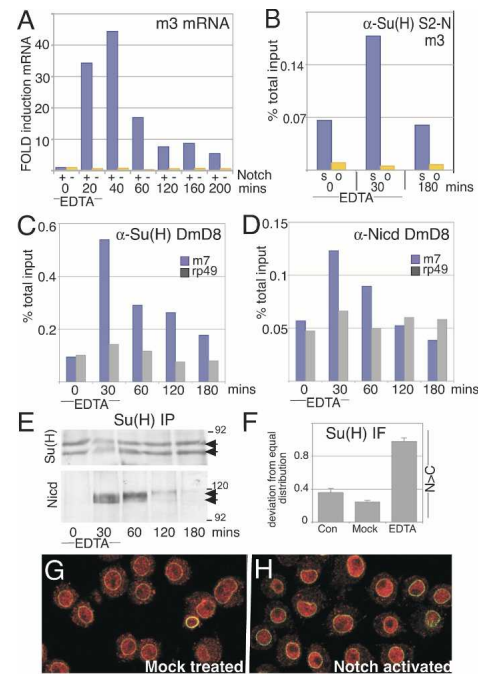 A
m3 mRNA
FOLD induction mRNA
40
30
20
10
+ - + - + - + - + - + - + - Notch
0 20 40 60 120 160 200 mins
EDTA
B
α-Su(H) S2-N
m3
% total input
0.14
0.07
s o s o s o
0 30 180 mins
EDTA
C
α-Su(H) DmD8
m7
rp49
% total input
0.6
0.4
0.2
0 30 60 120 180 mins
EDTA
D
α-Nicd DmD8
m7
rp49
% total input
0.15
0.1
0.05
0 30 60 120 180 mins
EDTA
E
Su(H) IP
Su(H)
92
Nicd
120
92
0 30 60 120 180 mins
EDTA
F
Su(H) IF
deviation from equal
distribution
0.8
0.4
0
Con Mock EDTA
N>C
G
Mock treated
H
Notch activated